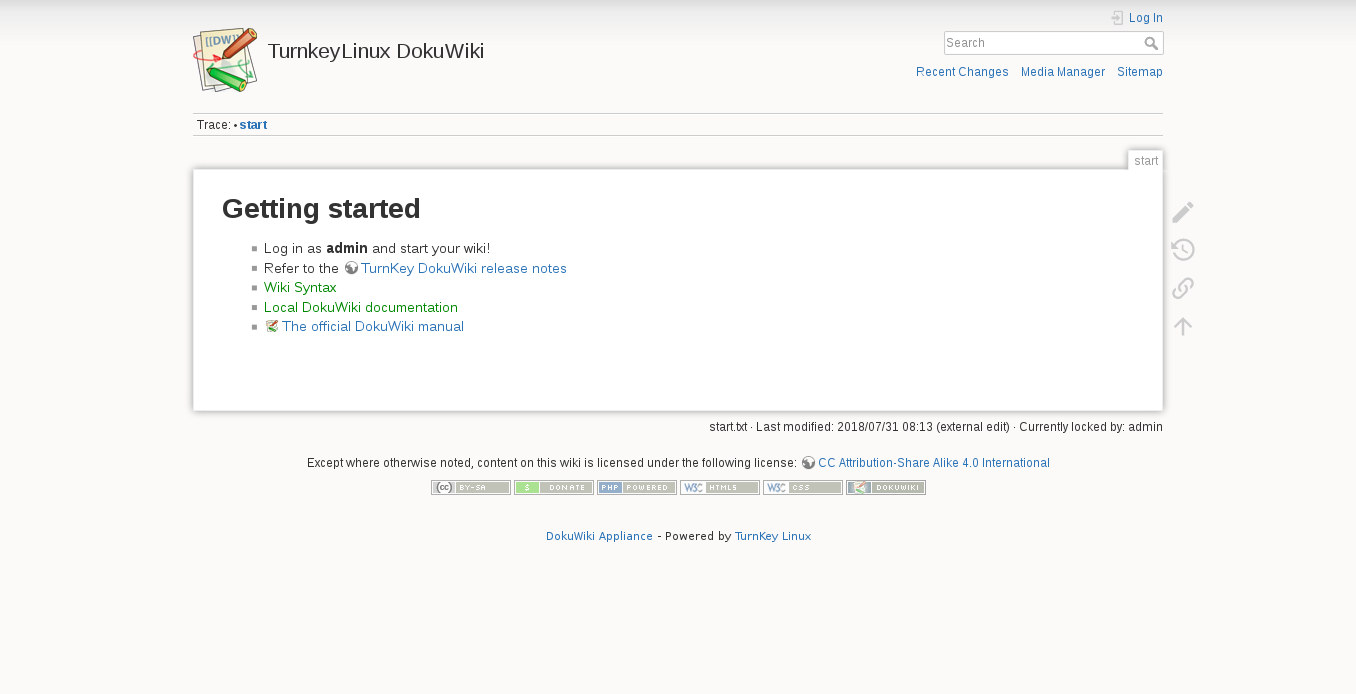 Log In
[[DW]]
TurnkeyLinux DokuWiki
Search
Recent Changes Media Manager Sitemap
Trace: • start
start
Getting started
Log in as admin and start your wiki!
Refer to the TurnKey DokuWiki release notes
Wiki Syntax
Local DokuWiki documentation
The official DokuWiki manual
start.txt · Last modified: 2018/07/31 08:13 (external edit) · Currently locked by: admin
Except where otherwise noted, content on this wiki is licensed under the following license: CC Attribution-Share Alike 4.0 International
(cc) BY-SA $ DONATE PHP POWERED W3C HTML5 W3C CSS DOKUWIKI
DokuWiki Appliance - Powered by TurnKey Linux